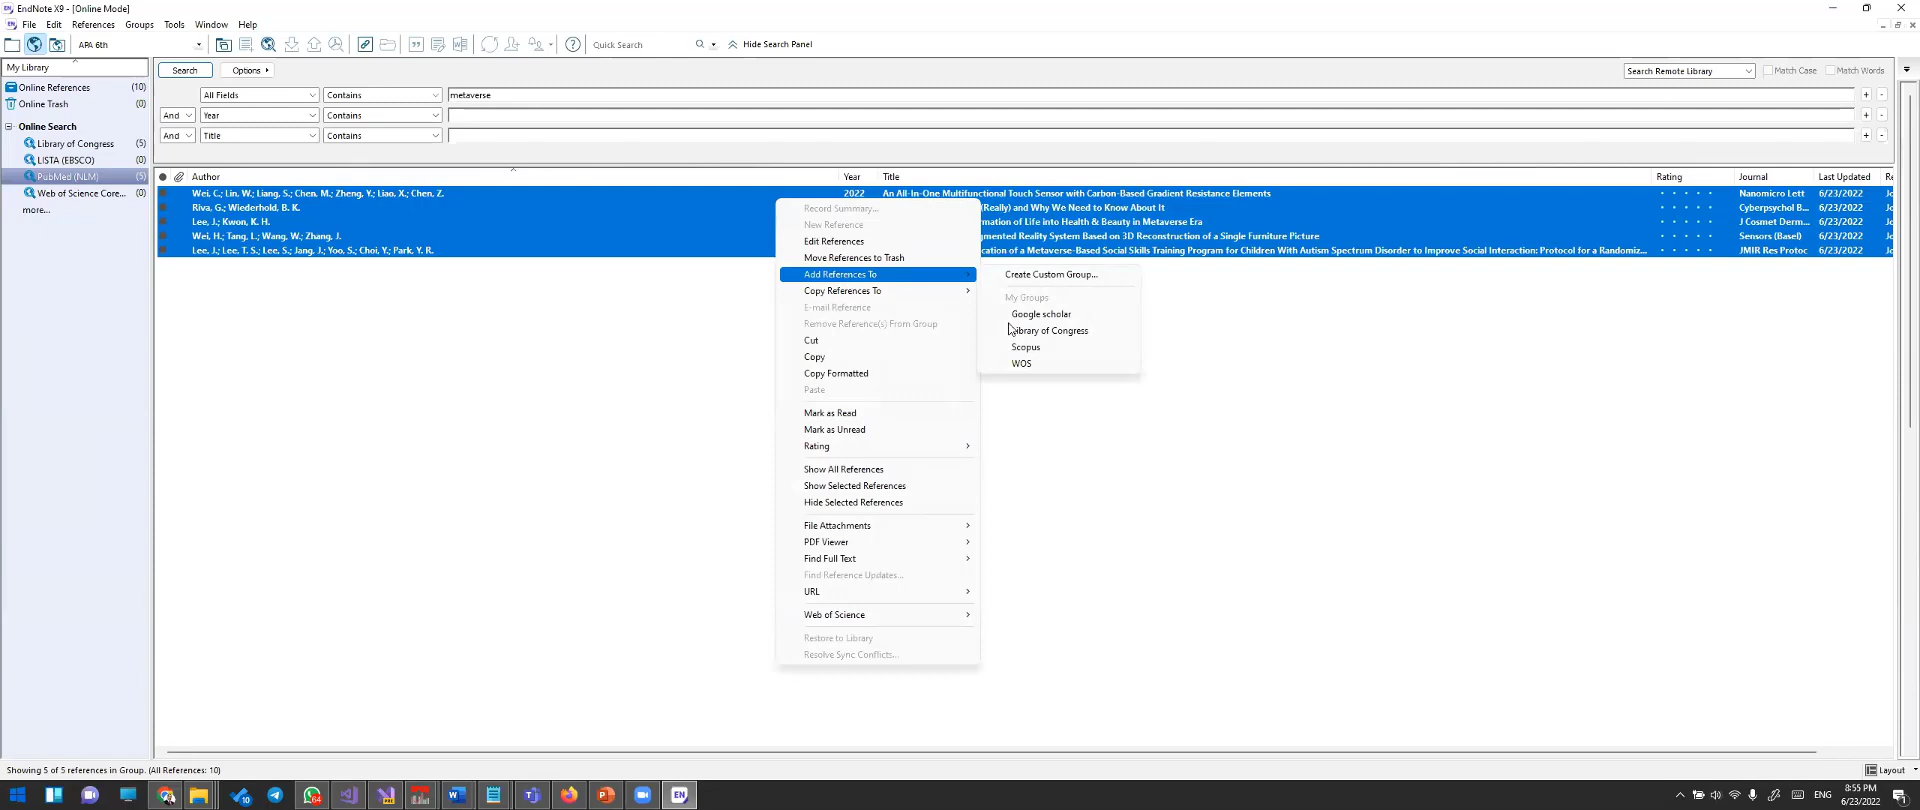 EndNote X9 - [Online Mode]
File Edit References Groups Tools Window Help
APA 6th
Quick Search
Hide Search Panel
My Library
Online References (10)
Online Trash (0)
Online Search
Library of Congress (5)
LISTA (EBSCO) (0)
PubMed (NLM) (5)
Web of Science Core... (0)
more...
Search Options
Search Remote Library Match Case Match Words
All Fields Contains metaverse
And Year Contains
And Title Contains
Author Year Title Rating Journal Last Updated Re
Wei, C.; Lin, W.; Liang, S.; Chen, M.; Zheng, Y.; Liao, X.; Chen, Z. 2022 An All-In-One Multifunctional Touch Sensor with Carbon-Based Gradient Resistance Elements Nanomicro Lett 6/23/2022 Jo
Riva, G.; Wiederhold, B. K. (Really) and Why We Need to Know About It Cyberpsychol B... 6/23/2022 Jo
Lee, J.; Kwon, K. H. rmation of Life into Health & Beauty in Metaverse Era J Cosmet Derm... 6/23/2022 Jo
Wei, H.; Tang, L.; Wang, W.; Zhang, J. gmented Reality System Based on 3D Reconstruction of a Single Furniture Picture Sensors (Basel) 6/23/2022 Jo
Lee, J.; Lee, T. S.; Lee, S.; Jang, J.; Yoo, S.; Choi, Y.; Park, Y. R. cation of a Metaverse-Based Social Skills Training Program for Children With Autism Spectrum Disorder to Improve Social Interaction: Protocol for a Randomiz... JMIR Res Protoc 6/23/2022 Jo
Record Summary...
New Reference
Edit References
Move References to Trash
Add References To
Copy References To
E-mail Reference
Remove Reference(s) From Group
Cut
Copy
Copy Formatted
Paste
Mark as Read
Mark as Unread
Rating
Show All References
Show Selected References
Hide Selected References
File Attachments
PDF Viewer
Find Full Text
Find Reference Updates...
URL
Web of Science
Restore to Library
Resolve Sync Conflicts...
Create Custom Group...
My Groups
Google scholar
Library of Congress
Scopus
WOS
Showing 5 of 5 references in Group. (All References: 10)
Layout
10
64
EN
ENG
8:55 PM
6/23/2022